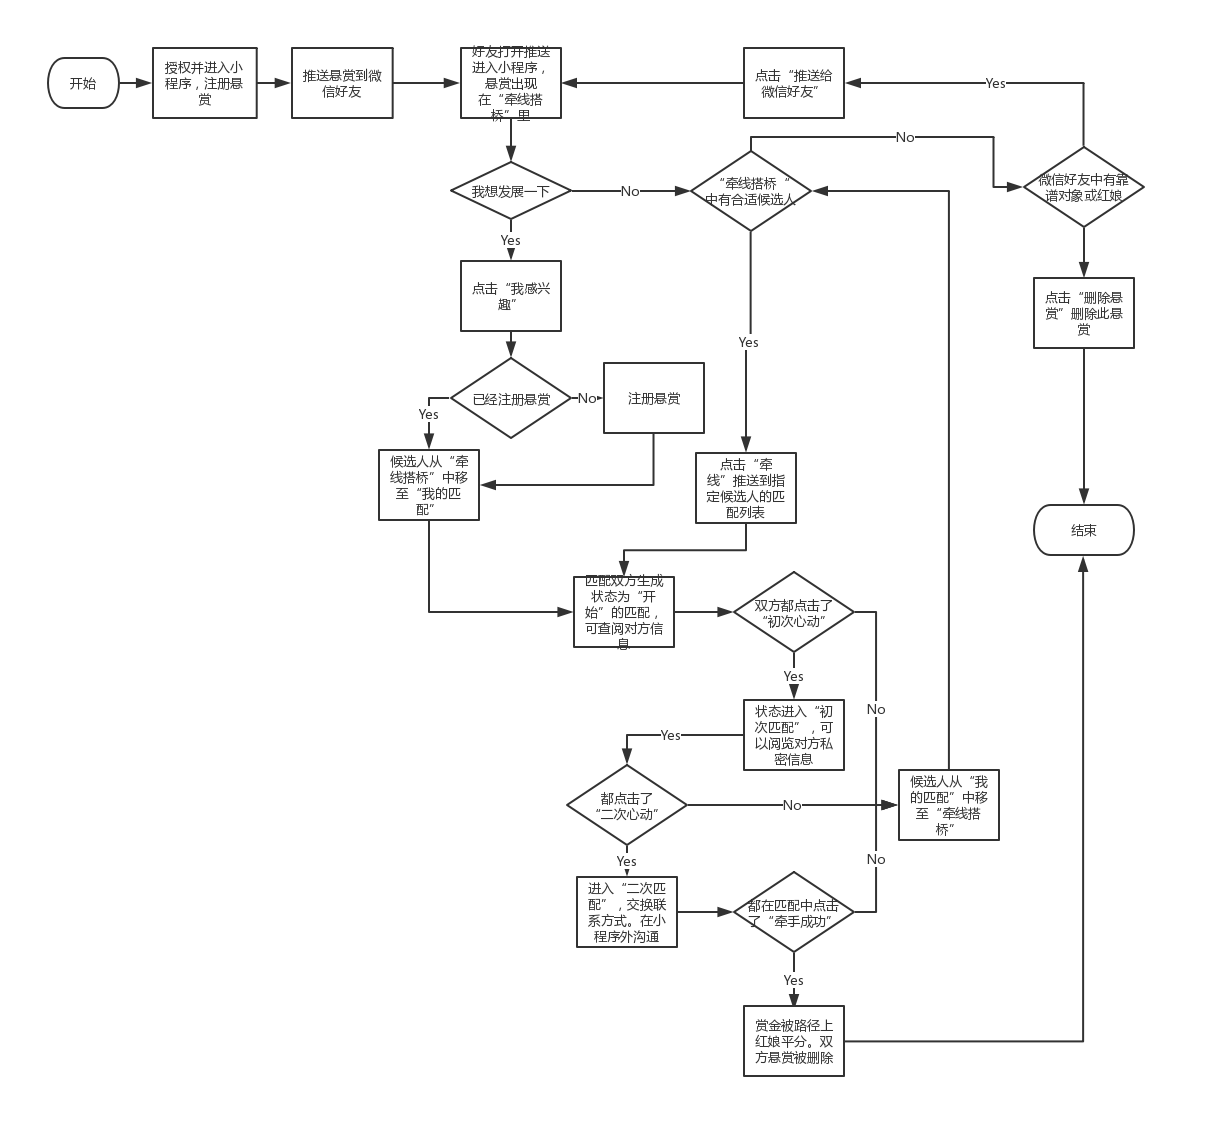 开始
授权并进入小
程序，注册悬
赏
推送悬赏到微
信好友
好友打开推送
进入小程序，
悬赏出现
在“牵线搭
桥”里
点击“推送给
微信好友”
Yes
No
我想发展一下
No
“牵线搭桥“
中有合适候选人
微信好友中有靠
谱对象或红娘
Yes
点击“我感兴
趣”
点击“删除悬
赏”删除此悬
赏
Yes
已经注册悬赏
No
注册悬赏
Yes
候选人从“牵
线搭桥”中移
至“我的匹
配”
点击“牵
线”推送到指
定候选人的匹
配列表
结束
匹配双方生成
状态为“开
始”的匹配，
可查阅对方信
息
双方都点击了
“初次心动”
Yes
No
状态进入“初
次匹配”，可
以阅览对方私
密信息
Yes
都点击了
“二次心动”
No
候选人从“我
的匹配”中移
至“牵线搭
桥”
Yes
No
进入“二次匹
配”，交换联
系方式。在小
程序外沟通
都在匹配中点击
了“牵手成功”
Yes
赏金被路径上
红娘平分。双
方悬赏被删除